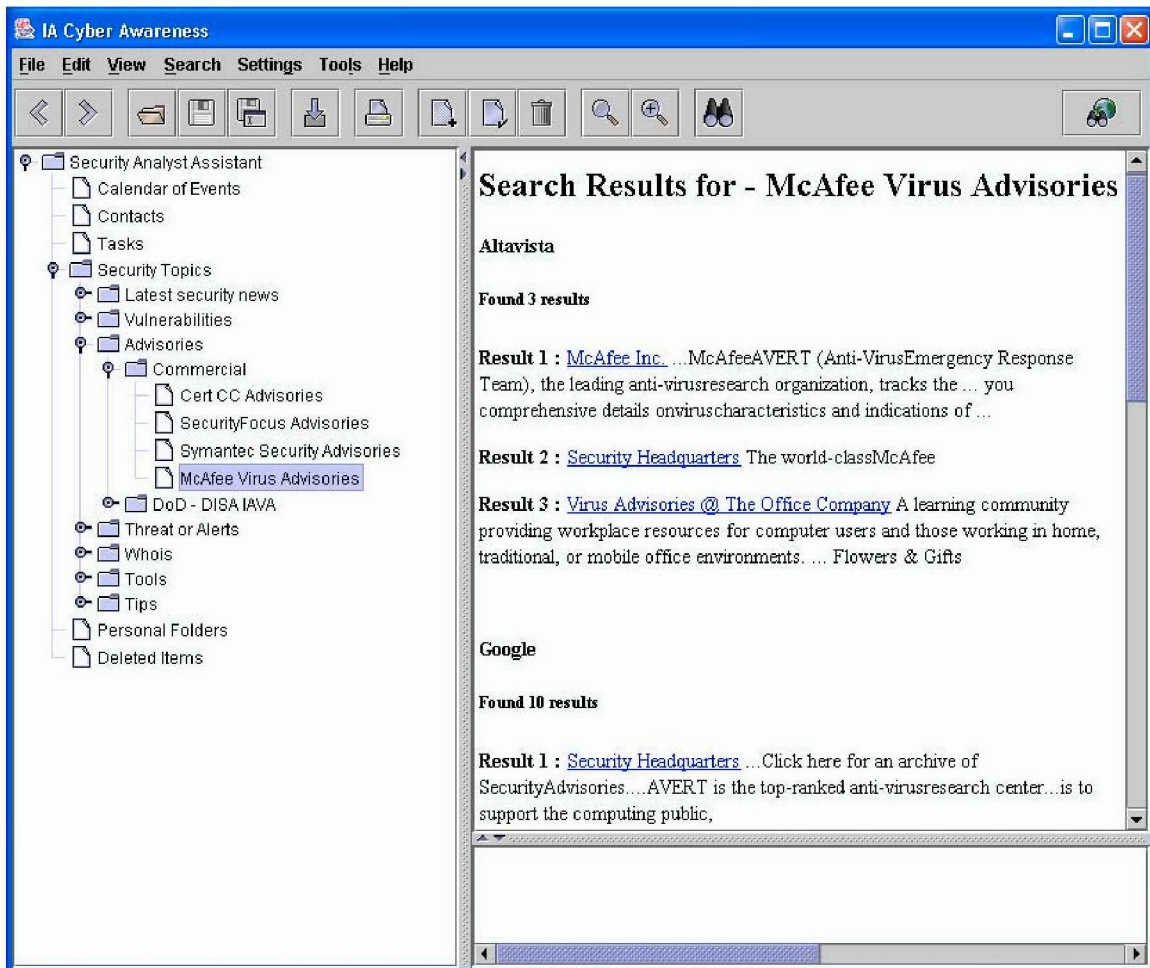 IA Cyber Awareness
File Edit View Search Settings Tools Help
Security Analyst Assistant
Calendar of Events
Contacts
Tasks
Security Topics
Latest security news
Vulnerabilities
Advisories
Commercial
Cert CC Advisories
SecurityFocus Advisories
Symantec Security Advisories
McAfee Virus Advisories
DoD - DISA IAVA
Threat or Alerts
Whois
Tools
Tips
Personal Folders
Deleted Items
Search Results for - McAfee Virus Advisories
Altavista
Found 3 results
Result 1 : McAfee Inc. ...McAfeeAVERT (Anti-VirusEmergency Response
Team), the leading anti-virusresearch organization, tracks the ... you
comprehensive details onviruscharacteristics and indications of ...
Result 2 : Security Headquarters The world-classMcAfee
Result 3 : Virus Advisories @ The Office Company A learning community
providing workplace resources for computer users and those working in home,
traditional, or mobile office environments. ... Flowers & Gifts
Google
Found 10 results
Result 1 : Security Headquarters ...Click here for an archive of
SecurityAdvisories....AVERT is the top-ranked anti-virusresearch center...is to
support the computing public,